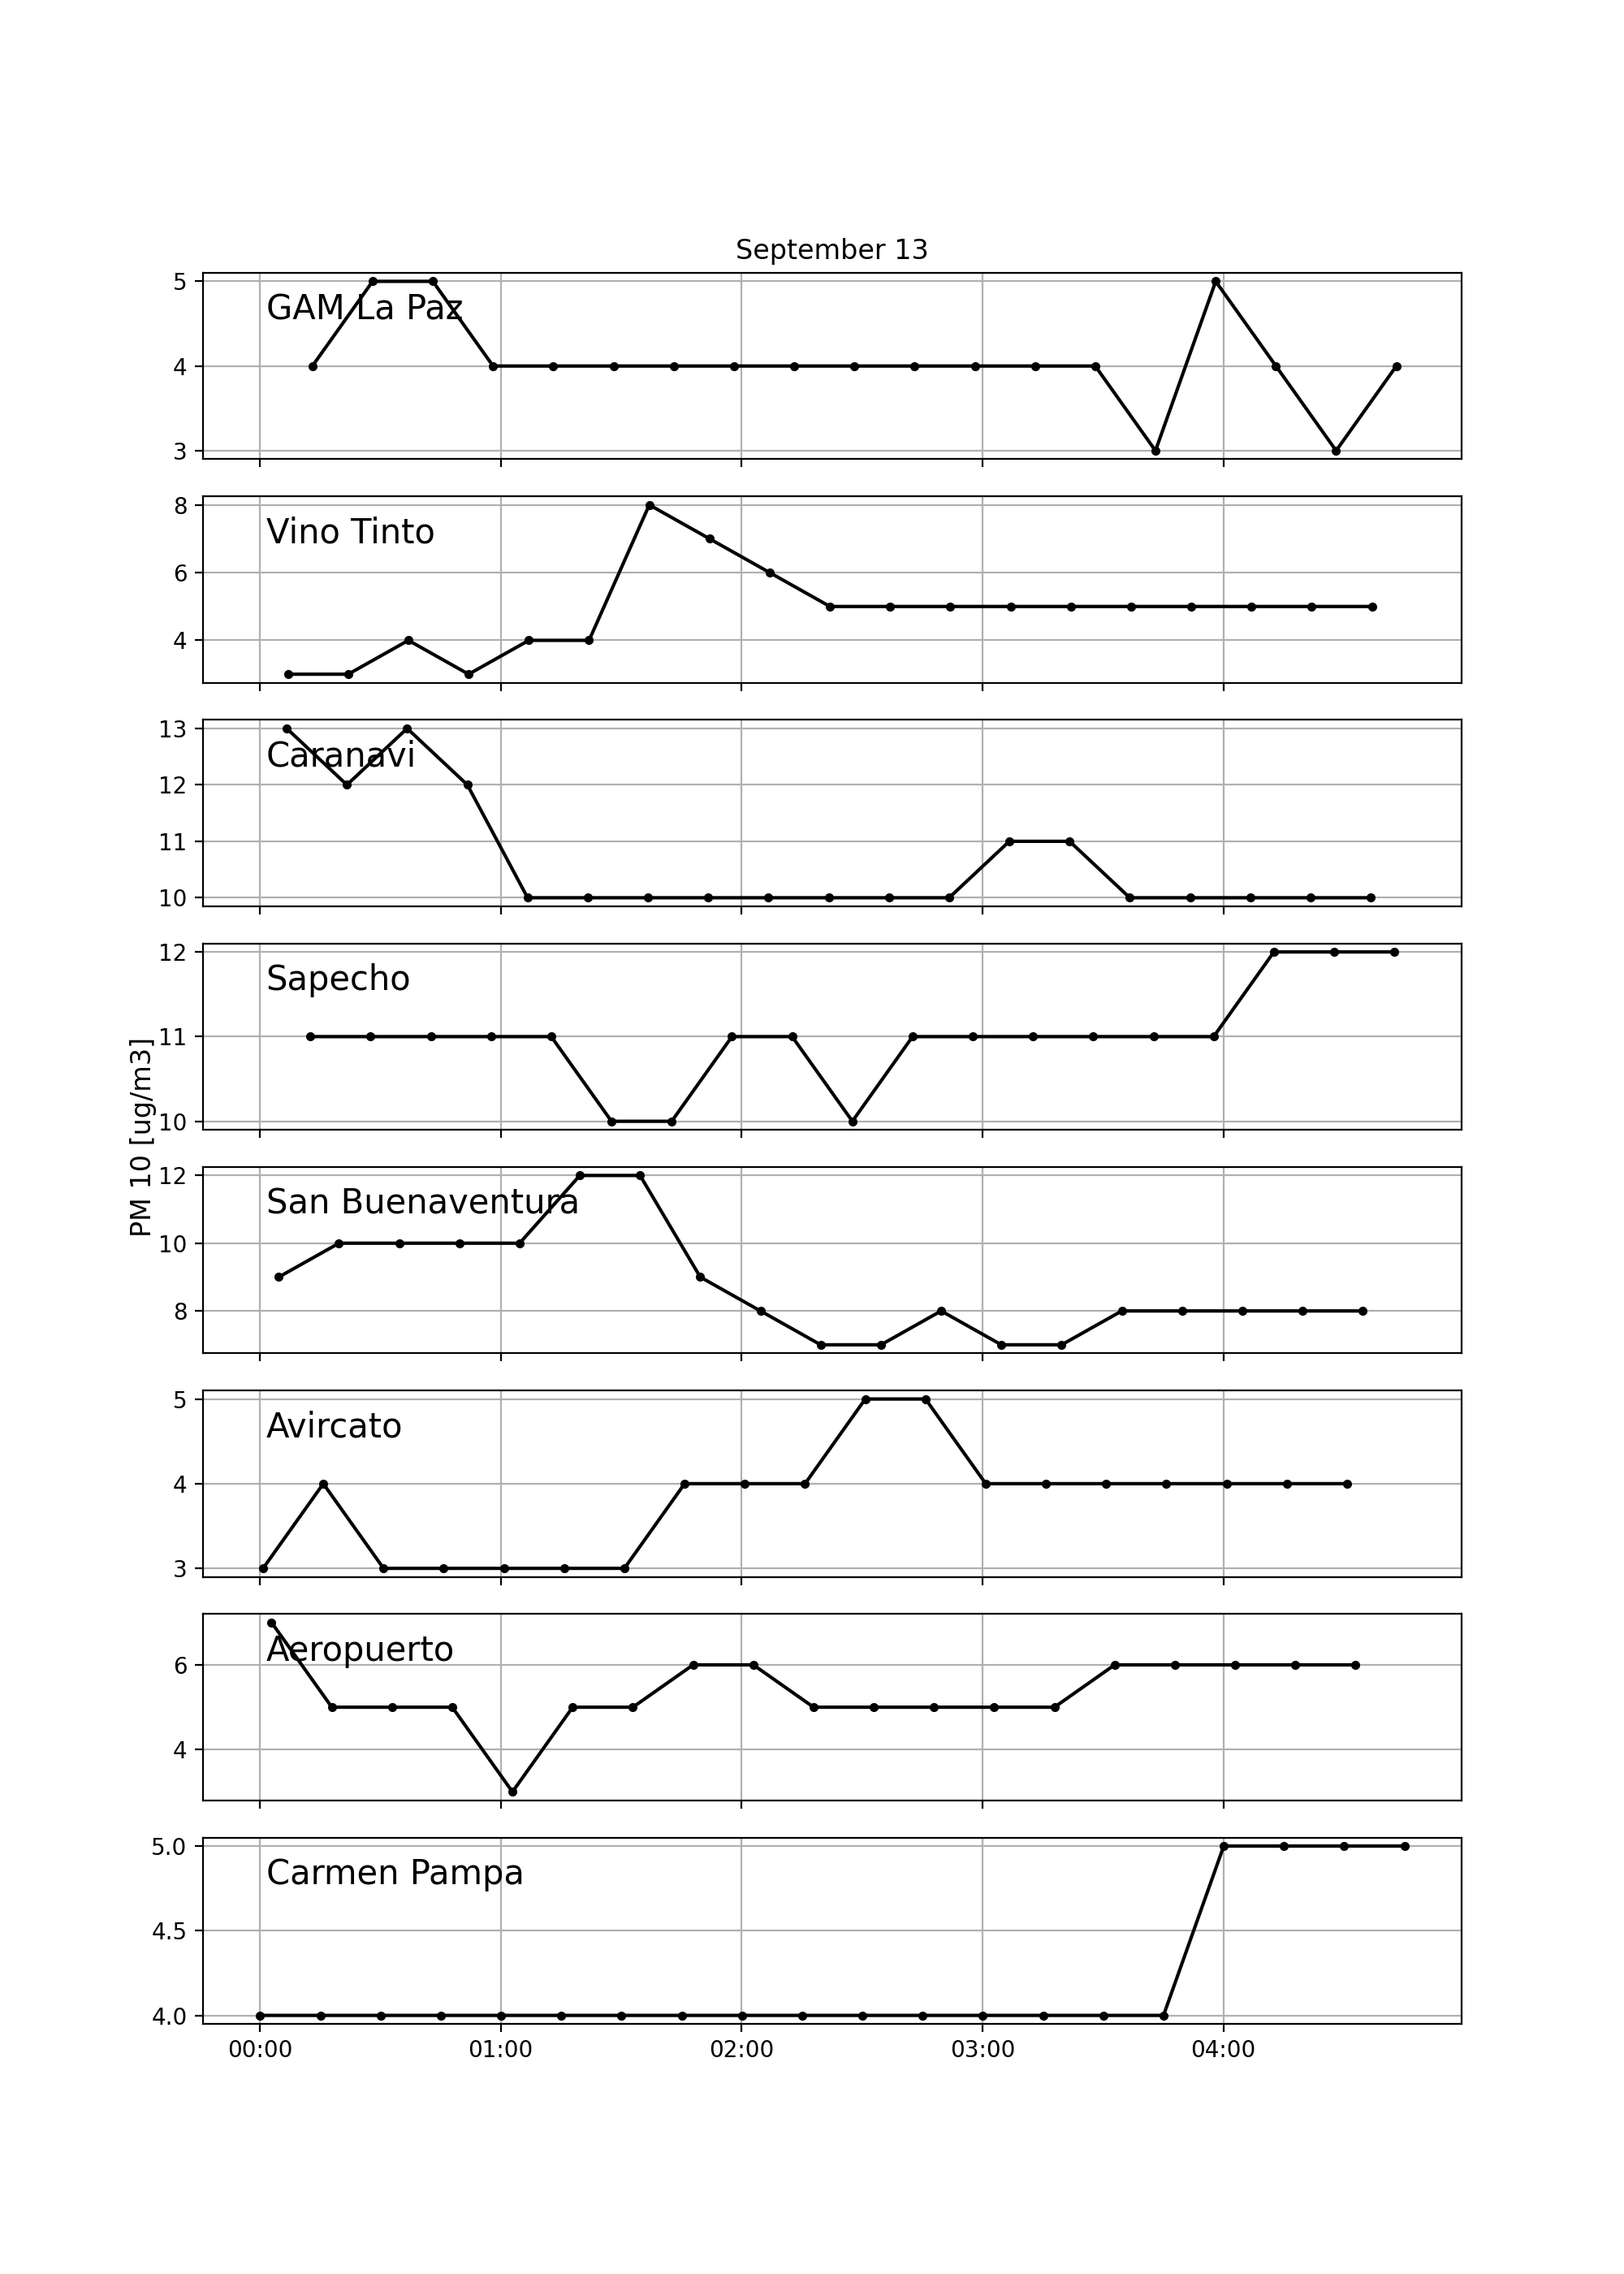 September 13
5
GAM La Paz
4
3
8
Vino Tinto
6
4
13
Caranavi
12
11
10
12
Sapecho
11
10
PM 10 [ug/m3]
12
San Buenaventura
10
8
5
Avircato
4
3
Aeropuerto
6
4
5.0
Carmen Pampa
4.5
4.0
00:00 01:00 02:00 03:00 04:00